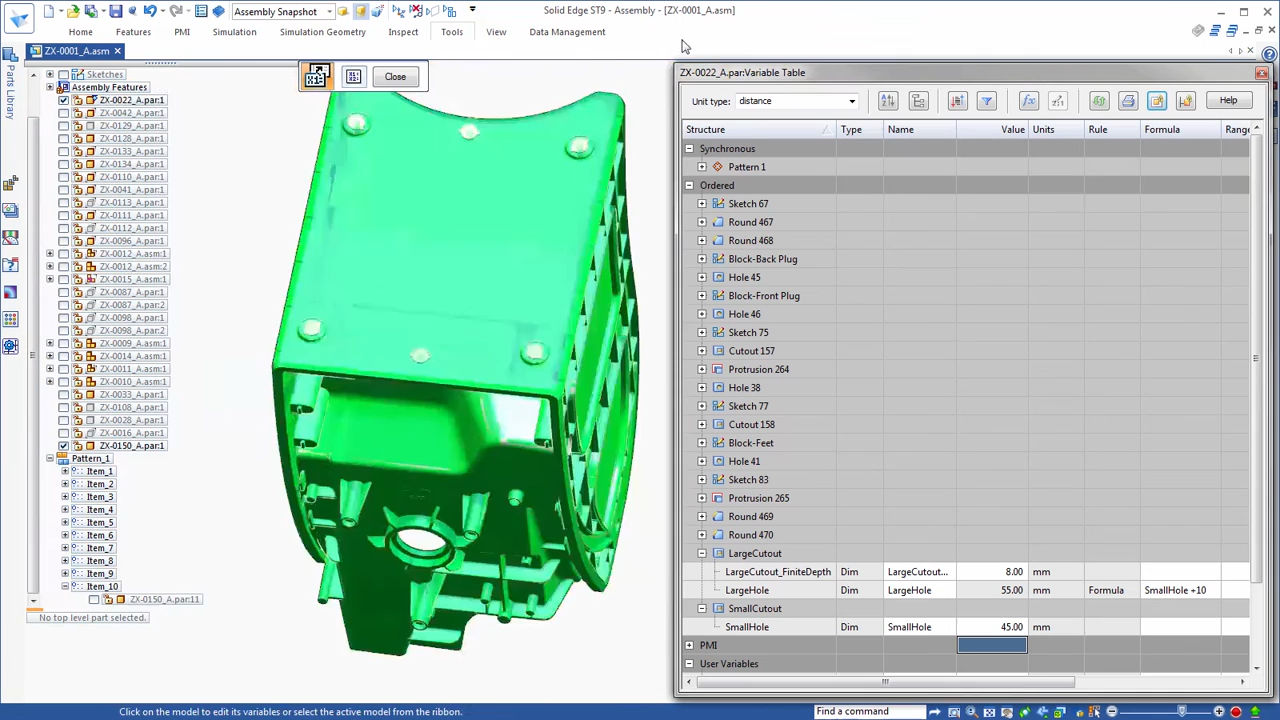 Assembly Snapshot
Solid Edge ST9 - Assembly - [ZX-0001_A.asm]
Home Features PMI Simulation Simulation Geometry Inspect Tools View Data Management
ZX-0001_A.asm
Parts Library
Close
Sketches
Assembly Features
ZX-0022_A.par:1
ZX-0042_A.par:1
ZX-0129_A.par:1
ZX-0128_A.par:1
ZX-0133_A.par:1
ZX-0134_A.par:1
ZX-0110_A.par:1
ZX-0041_A.par:1
ZX-0113_A.par:1
ZX-0111_A.par:1
ZX-0112_A.par:1
ZX-0096_A.par:1
ZX-0012_A.asm:1
ZX-0012_A.asm:2
ZX-0015_A.asm:1
ZX-0087_A.par:1
ZX-0087_A.par:2
ZX-0098_A.par:1
ZX-0098_A.par:2
ZX-0009_A.asm:1
ZX-0014_A.asm:1
ZX-0011_A.asm:1
ZX-0010_A.asm:1
ZX-0033_A.par:1
ZX-0108_A.par:1
ZX-0028_A.par:1
ZX-0016_A.par:1
ZX-0150_A.par:1
Pattern_1
Item_1
Item_2
Item_3
Item_4
Item_5
Item_6
Item_7
Item_8
Item_9
Item_10
ZX-0150_A.par:11
No top level part selected.
ZX-0022_A.par:Variable Table
Unit type: distance Help
Structure Type Name Value Units Rule Formula Range
Synchronous
Pattern 1
Ordered
Sketch 67
Round 467
Round 468
Block-Back Plug
Hole 45
Block-Front Plug
Hole 46
Sketch 75
Cutout 157
Protrusion 264
Hole 38
Sketch 77
Cutout 158
Block-Feet
Hole 41
Sketch 83
Protrusion 265
Round 469
Round 470
LargeCutout
LargeCutout_FiniteDepth Dim LargeCutout... 8.00 mm
LargeHole Dim LargeHole 55.00 mm Formula SmallHole +10
SmallCutout
SmallHole Dim SmallHole 45.00 mm
PMI
User Variables
Click on the model to edit its variables or select the active model from the ribbon.
Find a command